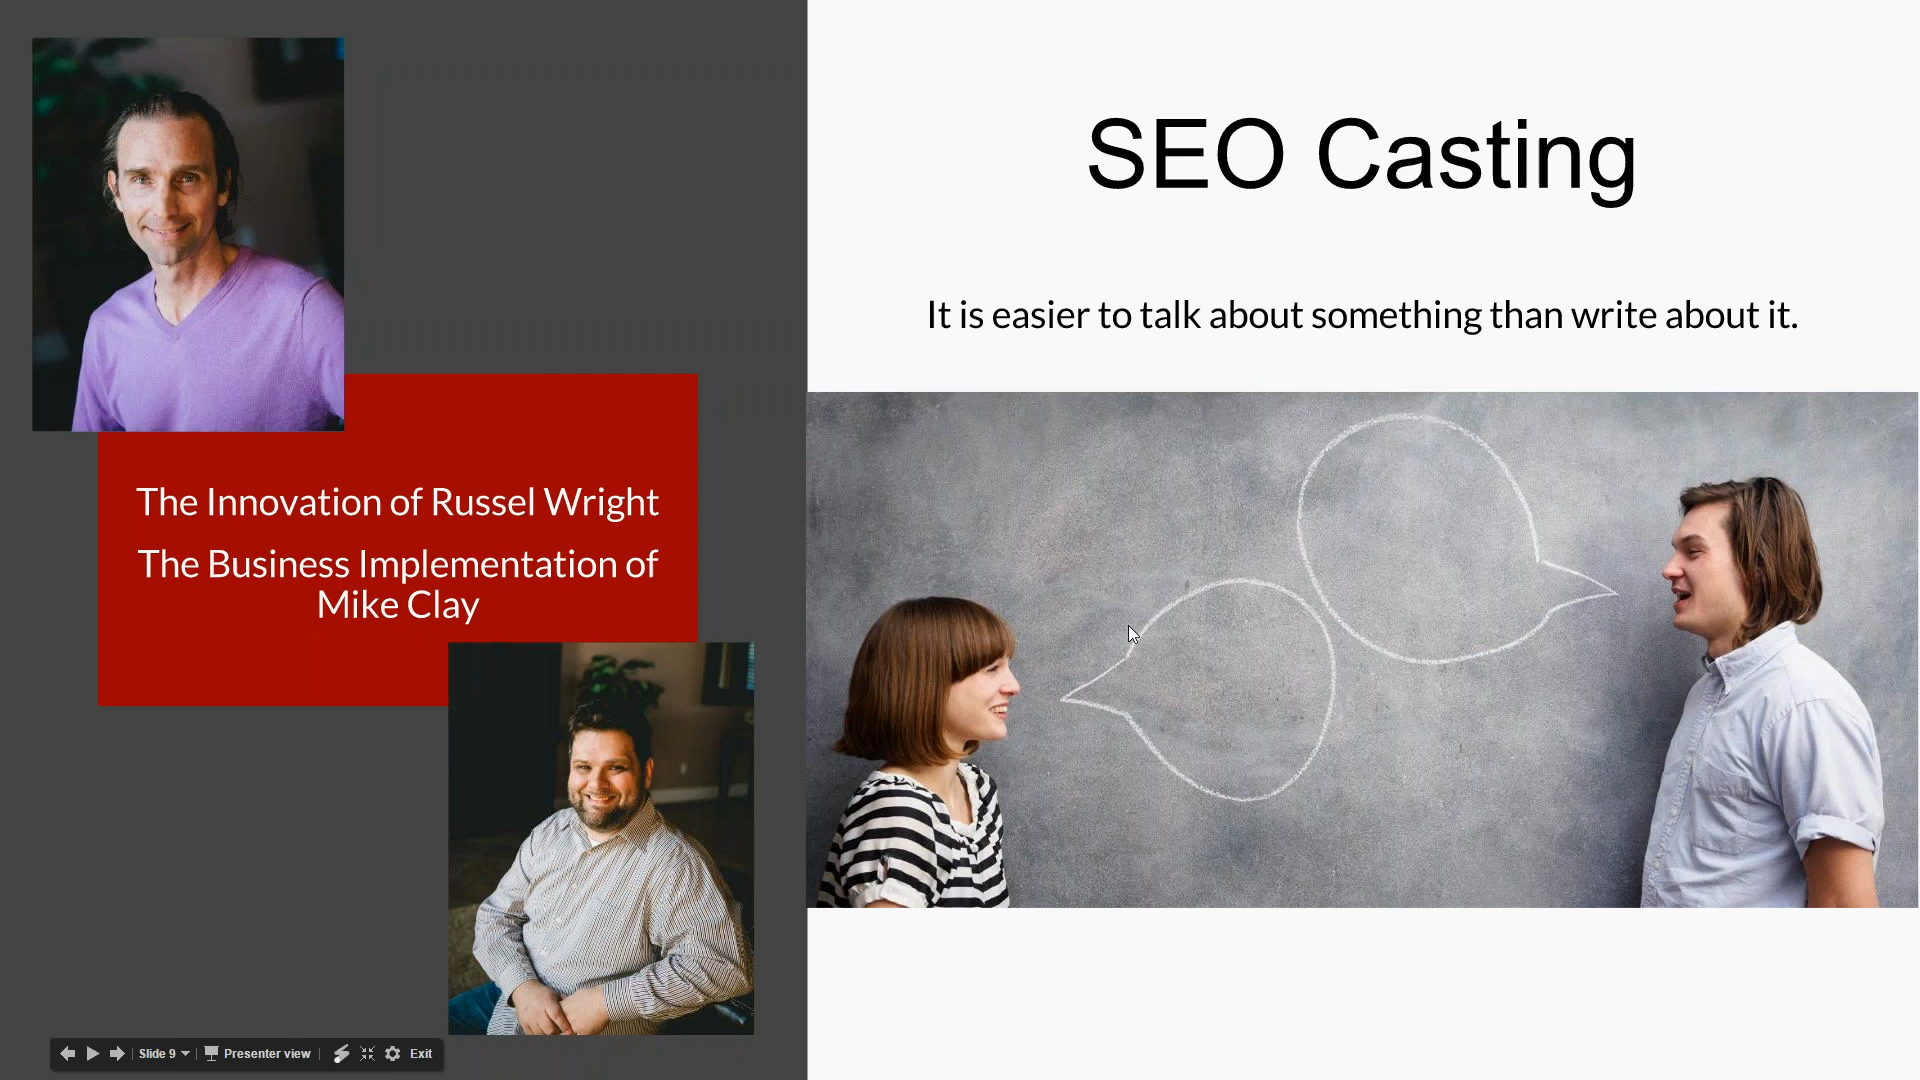 The Innovation of Russel Wright
The Business Implementation of
Mike Clay
SEO Casting
It is easier to talk about something than write about it.
Slide 9
Presenter view
Exit